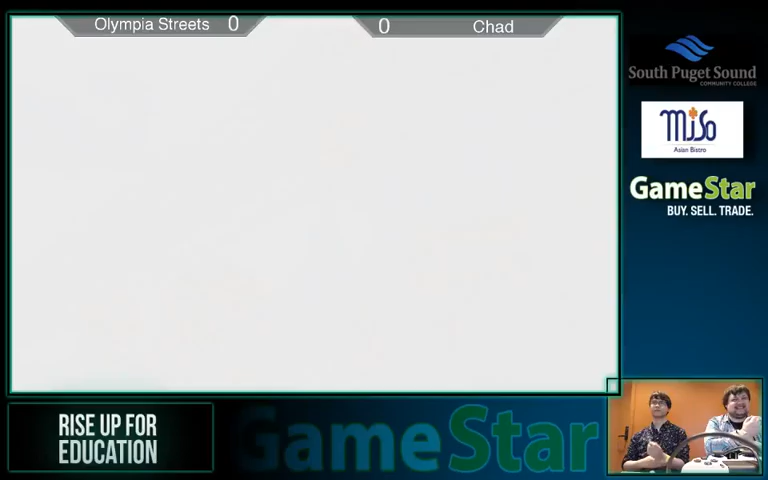 Olympia Streets 0
0 Chad
South Puget Sound
COMMUNITY COLLEGE
Miso
Asian Bistro
GameStar
BUY. SELL. TRADE.
RISE UP FOR
EDUCATION
GameStar